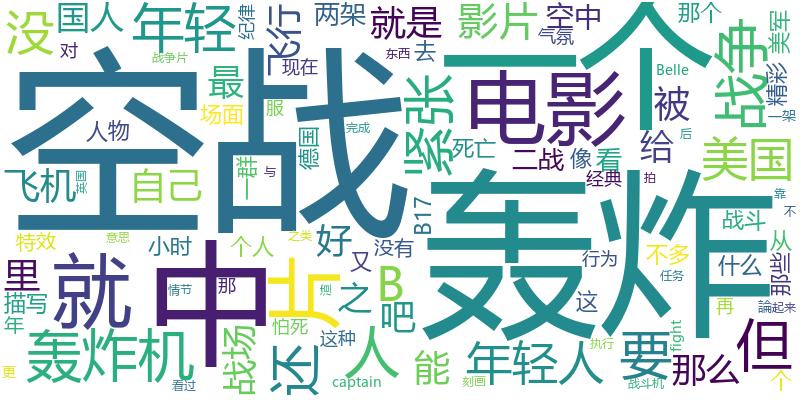 没
国人
年轻
飞行
纪律
对
战争片
两架
就是
影片
空中
气氛
去
东西
那个
美军
战争
精彩
一架
Belle
后
一个
空战
最
现在
场面
服
人物
电影
紧张
被
给
死亡
二战
像
看
经典
拍
美国
与
靠
不
飞机
英国
自己
一群
德国
完成
B17
轰炸
战斗
从
特效
意思
小时
个人
之类
好
又
没有
行为
不多
什么
那些
里
描写
年
就
中
情节
那
片
遭
之
B
吧
这
任务
再
論起来
轰炸机
战场
还
怕死
这种
人
能
年轻人
执行
要
fight
那么
但
更
看过
captain
刻画
战斗机
个